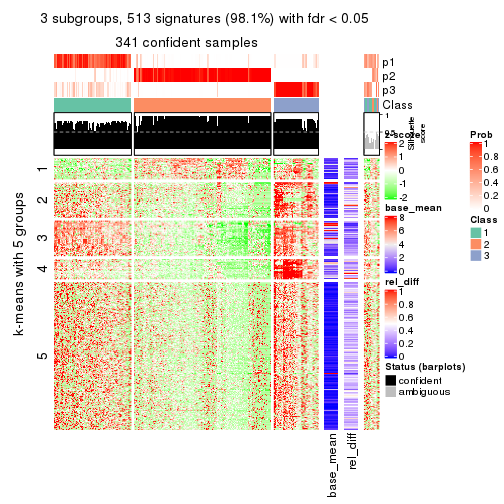 3 subgroups, 513 signatures (98.1%) with fdr < 0.05
341 confident samples
p1
p2
p3
Class
1
0.5
Silhouette
score
k-means with 5 groups
1
2
3
4
5
base_mean
rel_diff
z-score
2
1
0
-1
-2
base_mean
8
6
4
2
0
rel_diff
1
0.8
0.6
0.4
0.2
0
Status (barplots)
confident
ambiguous
Prob
1
0.8
0.6
0.4
0.2
0
Class
1
2
3